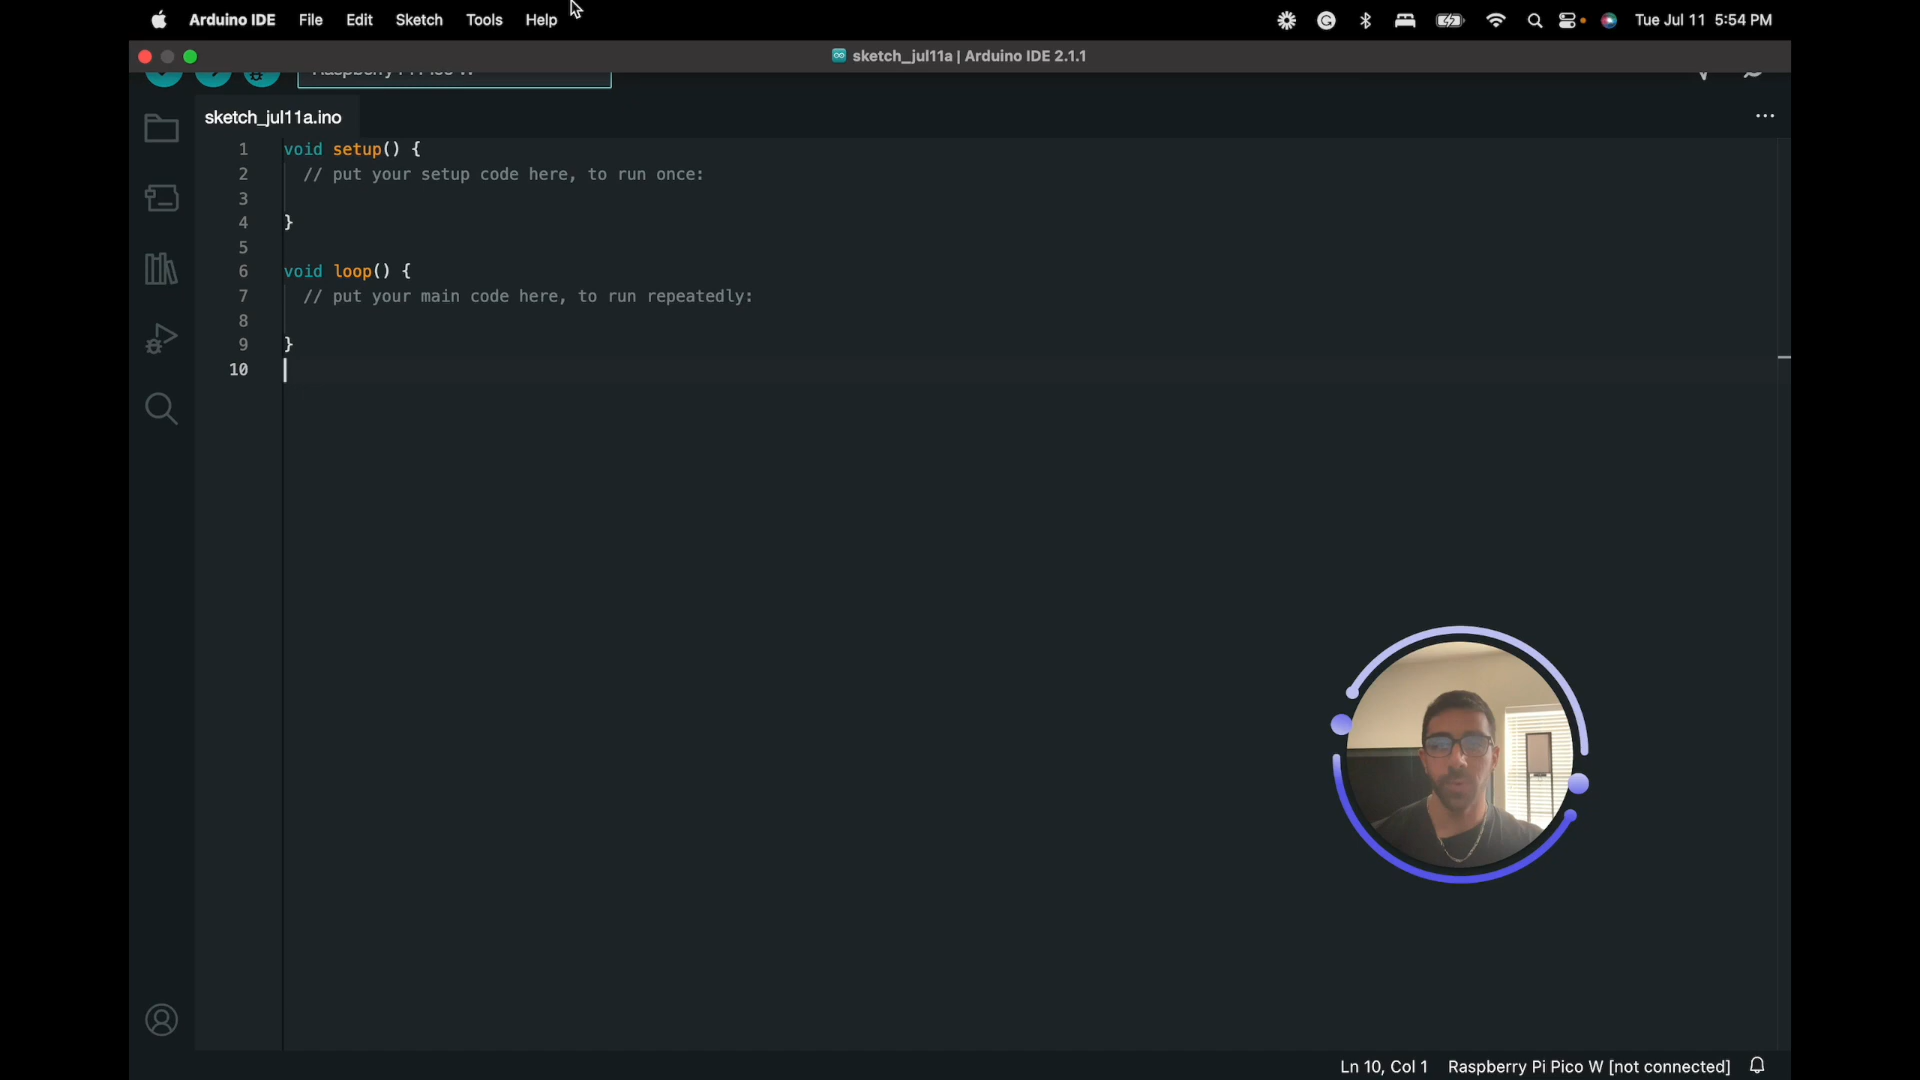 Arduino IDE File Edit Sketch Tools Help Tue Jul 11 5:54 PM
sketch_jul11a | Arduino IDE 2.1.1
Raspberry Pi Pico W
sketch_jul11a.ino
1 void setup() {
2 // put your setup code here, to run once:
3
4 }
5
6 void loop() {
7 // put your main code here, to run repeatedly:
8
9 }
10
Ln 10, Col 1 Raspberry Pi Pico W [not connected]